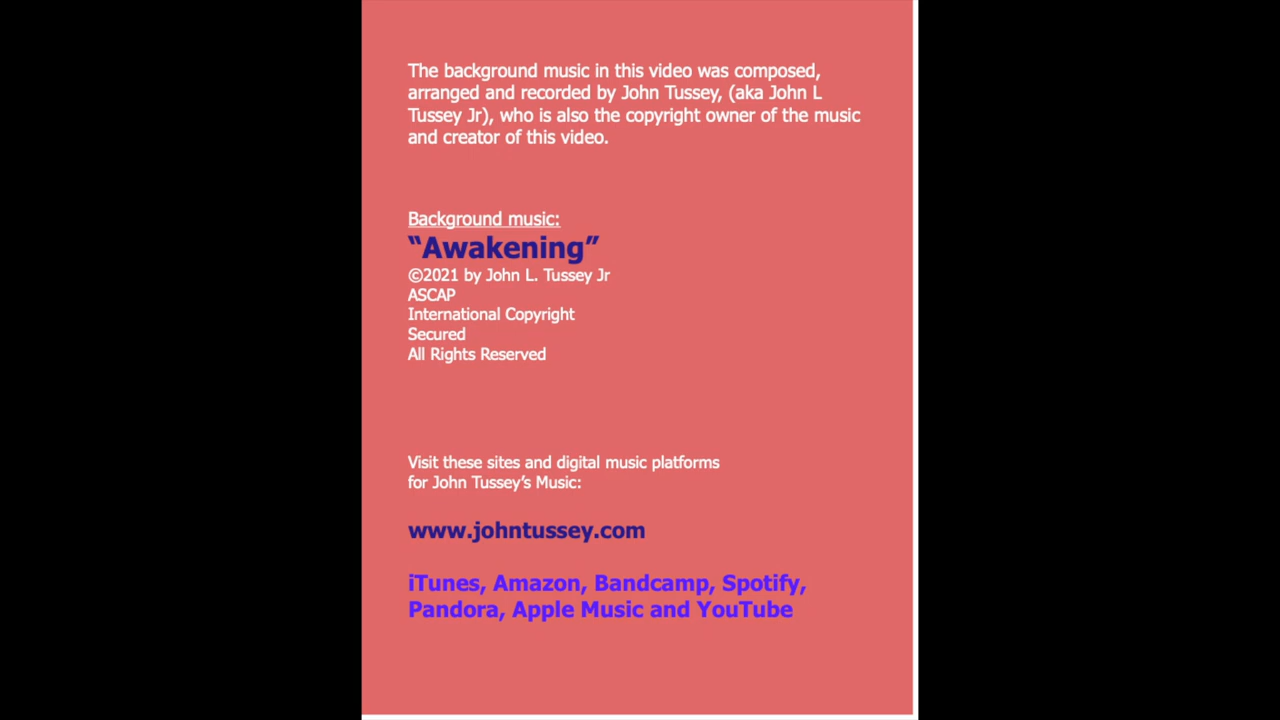 The background music in this video was composed,
arranged and recorded by John Tussey, (aka John L
Tussey Jr), who is also the copyright owner of the music
and creator of this video.
Background music:
“Awakening”
©2021 by John L. Tussey Jr
ASCAP
International Copyright
Secured
All Rights Reserved
Visit these sites and digital music platforms
for John Tussey’s Music:
www.johntussey.com
iTunes, Amazon, Bandcamp, Spotify,
Pandora, Apple Music and YouTube